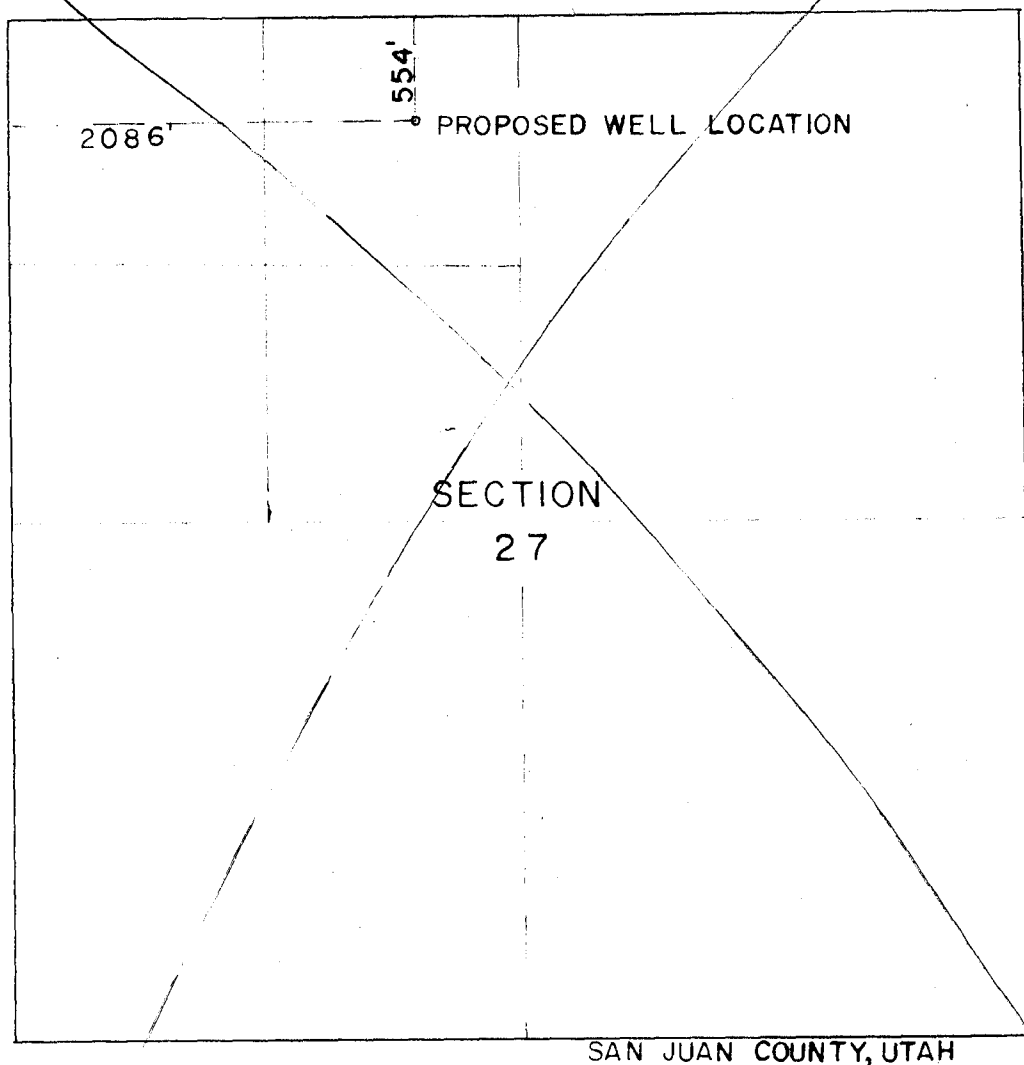 554'
2086'
PROPOSED WELL LOCATION
SECTION
27
SAN JUAN COUNTY, UTAH